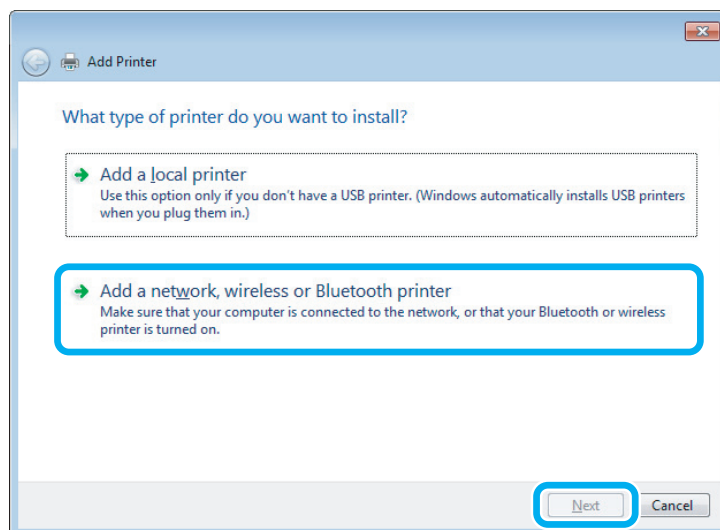 Add Printer
What type of printer do you want to install?
Add a local printer
Use this option only if you don't have a USB printer. (Windows automatically installs USB printers
when you plug them in.)
Add a network, wireless or Bluetooth printer
Make sure that your computer is connected to the network, or that your Bluetooth or wireless
printer is turned on.
Next Cancel